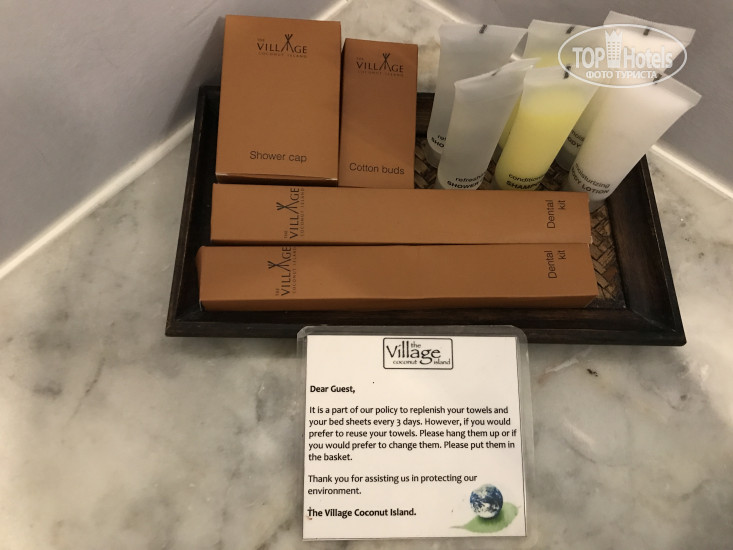 THE
VILLAGE
COCONUT ISLAND
Shower cap
THE
VILLAGE
COCONUT ISLAND
Cotton buds
TOP Hotels
ФОТО ТУРИСТА
SHOWER
conditioning
SHAMPOO
moisturizing
BODY LOTION
THE
VILLAGE
COCONUT ISLAND
Dental
kit
THE
VILLAGE
COCONUT ISLAND
Dental
kit
the
Village
coconut island
Dear Guest,
It is a part of our policy to replenish your towels and
your bed sheets every 3 days. However, if you would
prefer to reuse your towels. Please hang them up or if
you would prefer to change them. Please put them in
the basket.
Thank you for assisting us in protecting our
environment.
The Village Coconut Island.